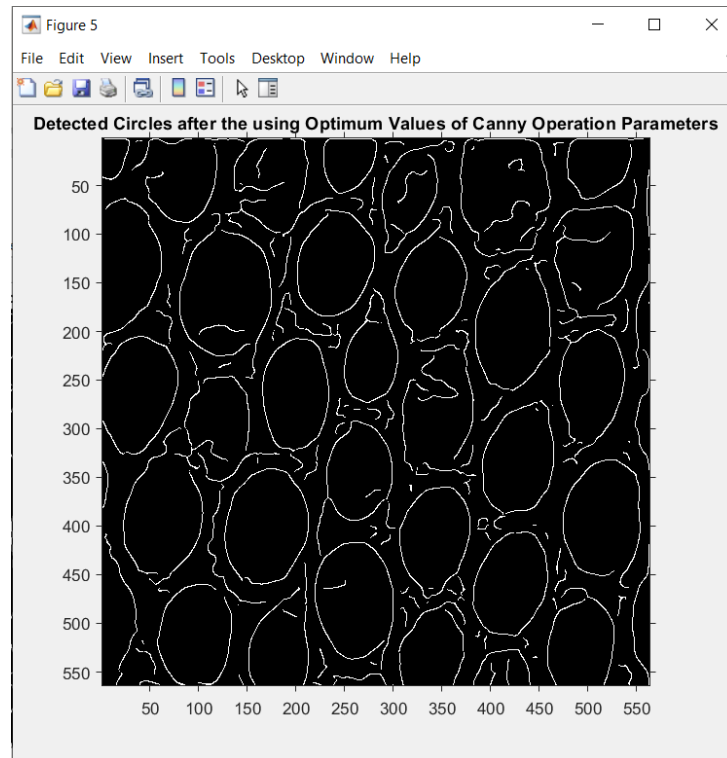 Figure 5
File Edit View Insert Tools Desktop Window Help
Detected Circles after the using Optimum Values of Canny Operation Parameters
50
100
150
200
250
300
350
400
450
500
550
50 100 150 200 250 300 350 400 450 500 550